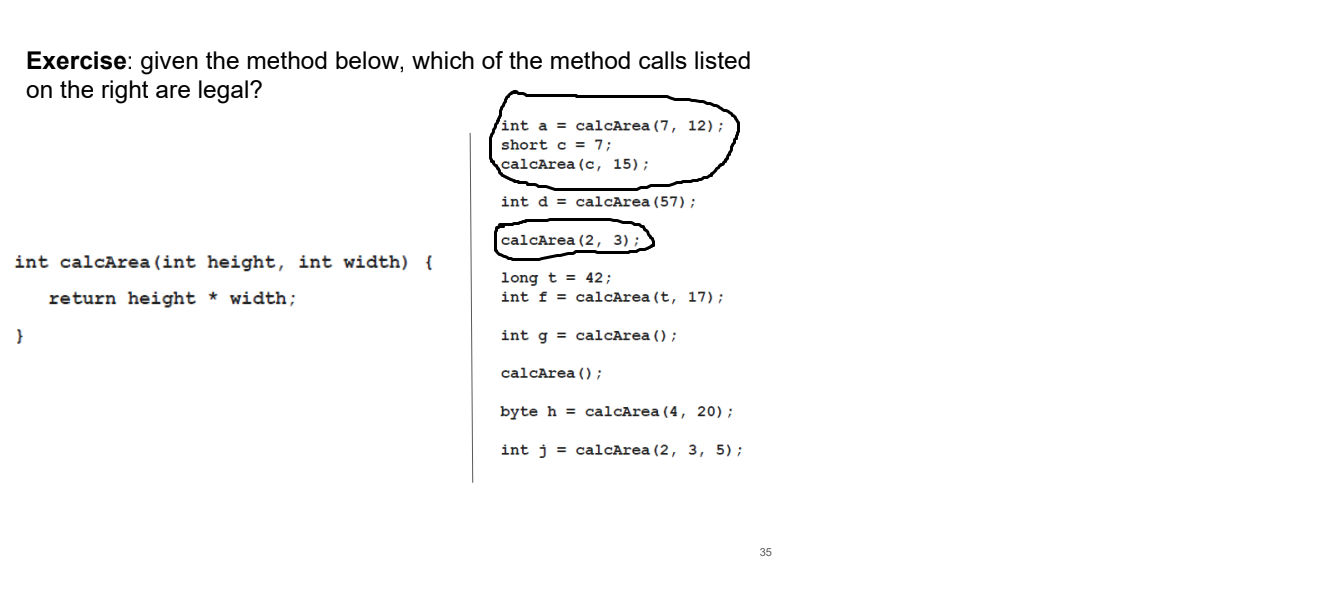 Exercise: given the method below, which of the method calls listed
on the right are legal?
int calcArea(int height, int width) {
return height * width;
}
int a = calcArea(7, 12);
short c = 7;
calcArea(c, 15);
int d = calcArea(57);
calcArea(2, 3);
long t = 42;
int f = calcArea(t, 17);
int g = calcArea();
calcArea();
byte h = calcArea(4, 20);
int j = calcArea(2, 3, 5);
35